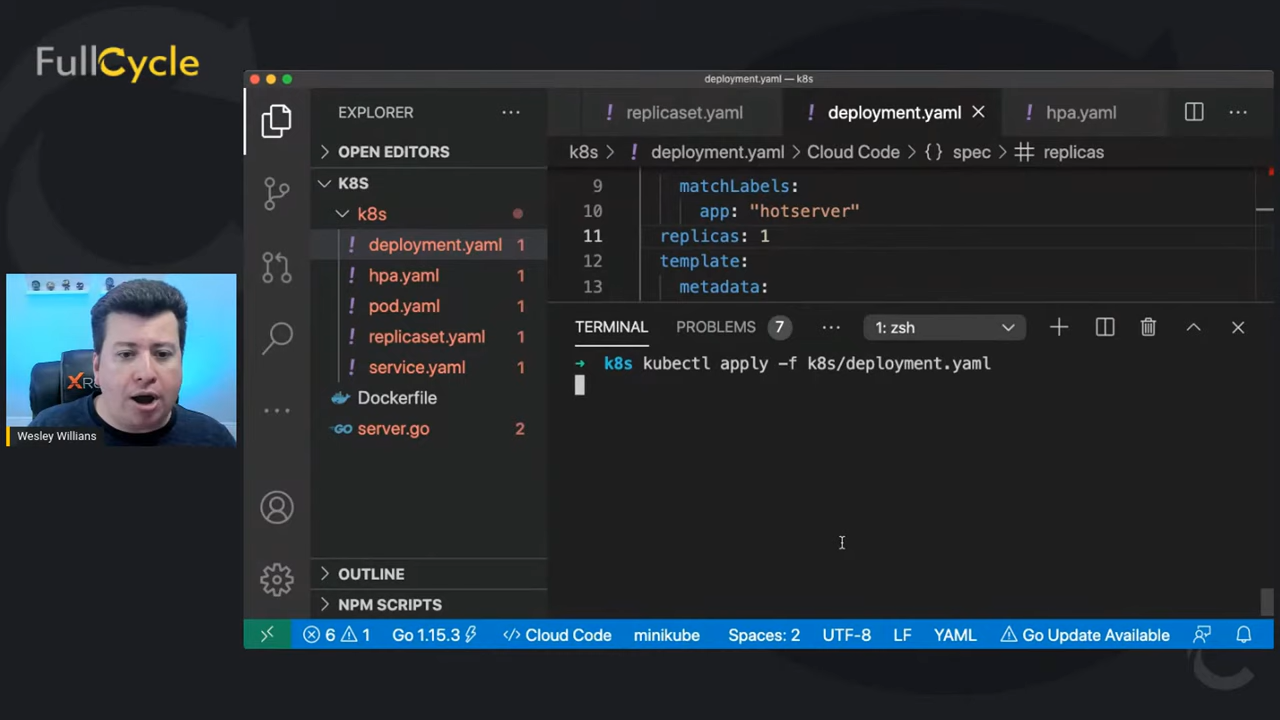 FullCycle
deployment.yaml — k8s
EXPLORER
replicaset.yaml
deployment.yaml
hpa.yaml
OPEN EDITORS
k8s > deployment.yaml > Cloud Code > {} spec > replicas
K8S
9 matchLabels:
k8s
10 app: "hotserver"
deployment.yaml 1
11 replicas: 1
hpa.yaml 1
12 template:
pod.yaml 1
13 metadata:
replicaset.yaml 1
TERMINAL PROBLEMS 7 ··· 1: zsh
service.yaml 1
→ k8s kubectl apply -f k8s/deployment.yaml
Dockerfile
GO server.go 2
Wesley Willians
OUTLINE
NPM SCRIPTS
6 1 Go 1.15.3 Cloud Code minikube Spaces: 2 UTF-8 LF YAML Go Update Available